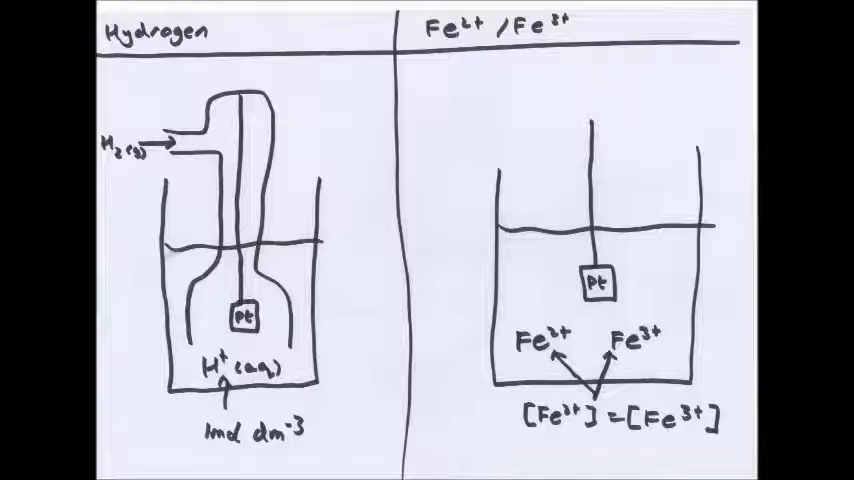 Hydrogen
Fe²⁺ / Fe³⁺
H₂(g)
Pt
H⁺(aq)
1mol dm⁻³
Pt
Fe²⁺ Fe³⁺
[Fe²⁺] = [Fe³⁺]